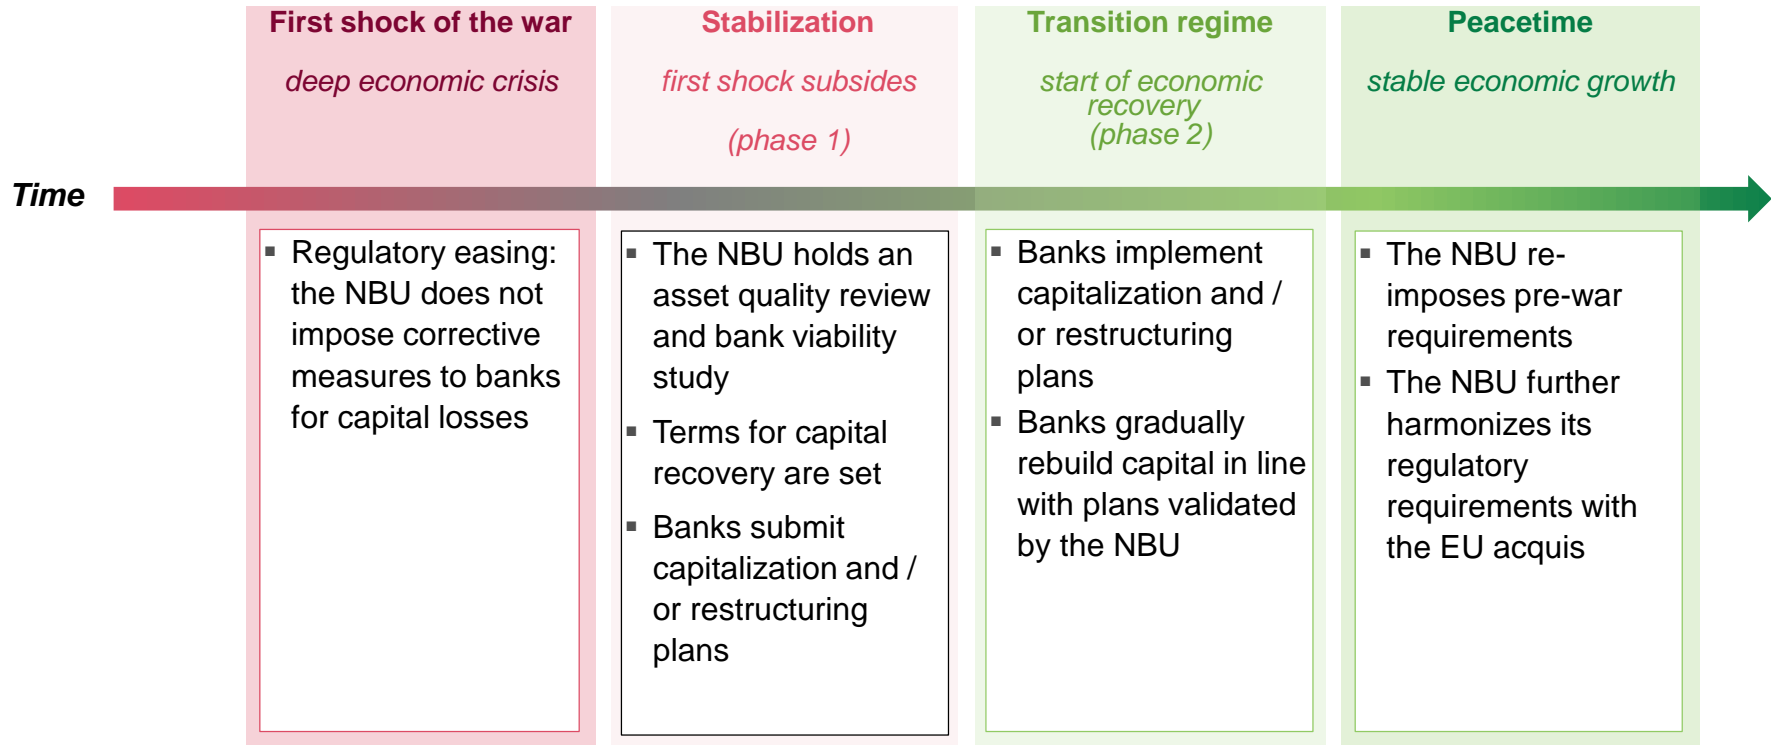 First shock of the war
deep economic crisis
Stabilization
first shock subsides
(phase 1)
Transition regime
start of economic
recovery
(phase 2)
Peacetime
stable economic growth
Time
▪ Regulatory easing:
the NBU does not
impose corrective
measures to banks
for capital losses
▪ The NBU holds an
asset quality review
and bank viability
study
▪ Terms for capital
recovery are set
▪ Banks submit
capitalization and /
or restructuring
plans
▪ Banks implement
capitalization and /
or restructuring
plans
▪ Banks gradually
rebuild capital in line
with plans validated
by the NBU
▪ The NBU re-
imposes pre-war
requirements
▪ The NBU further
harmonizes its
regulatory
requirements with
the EU acquis